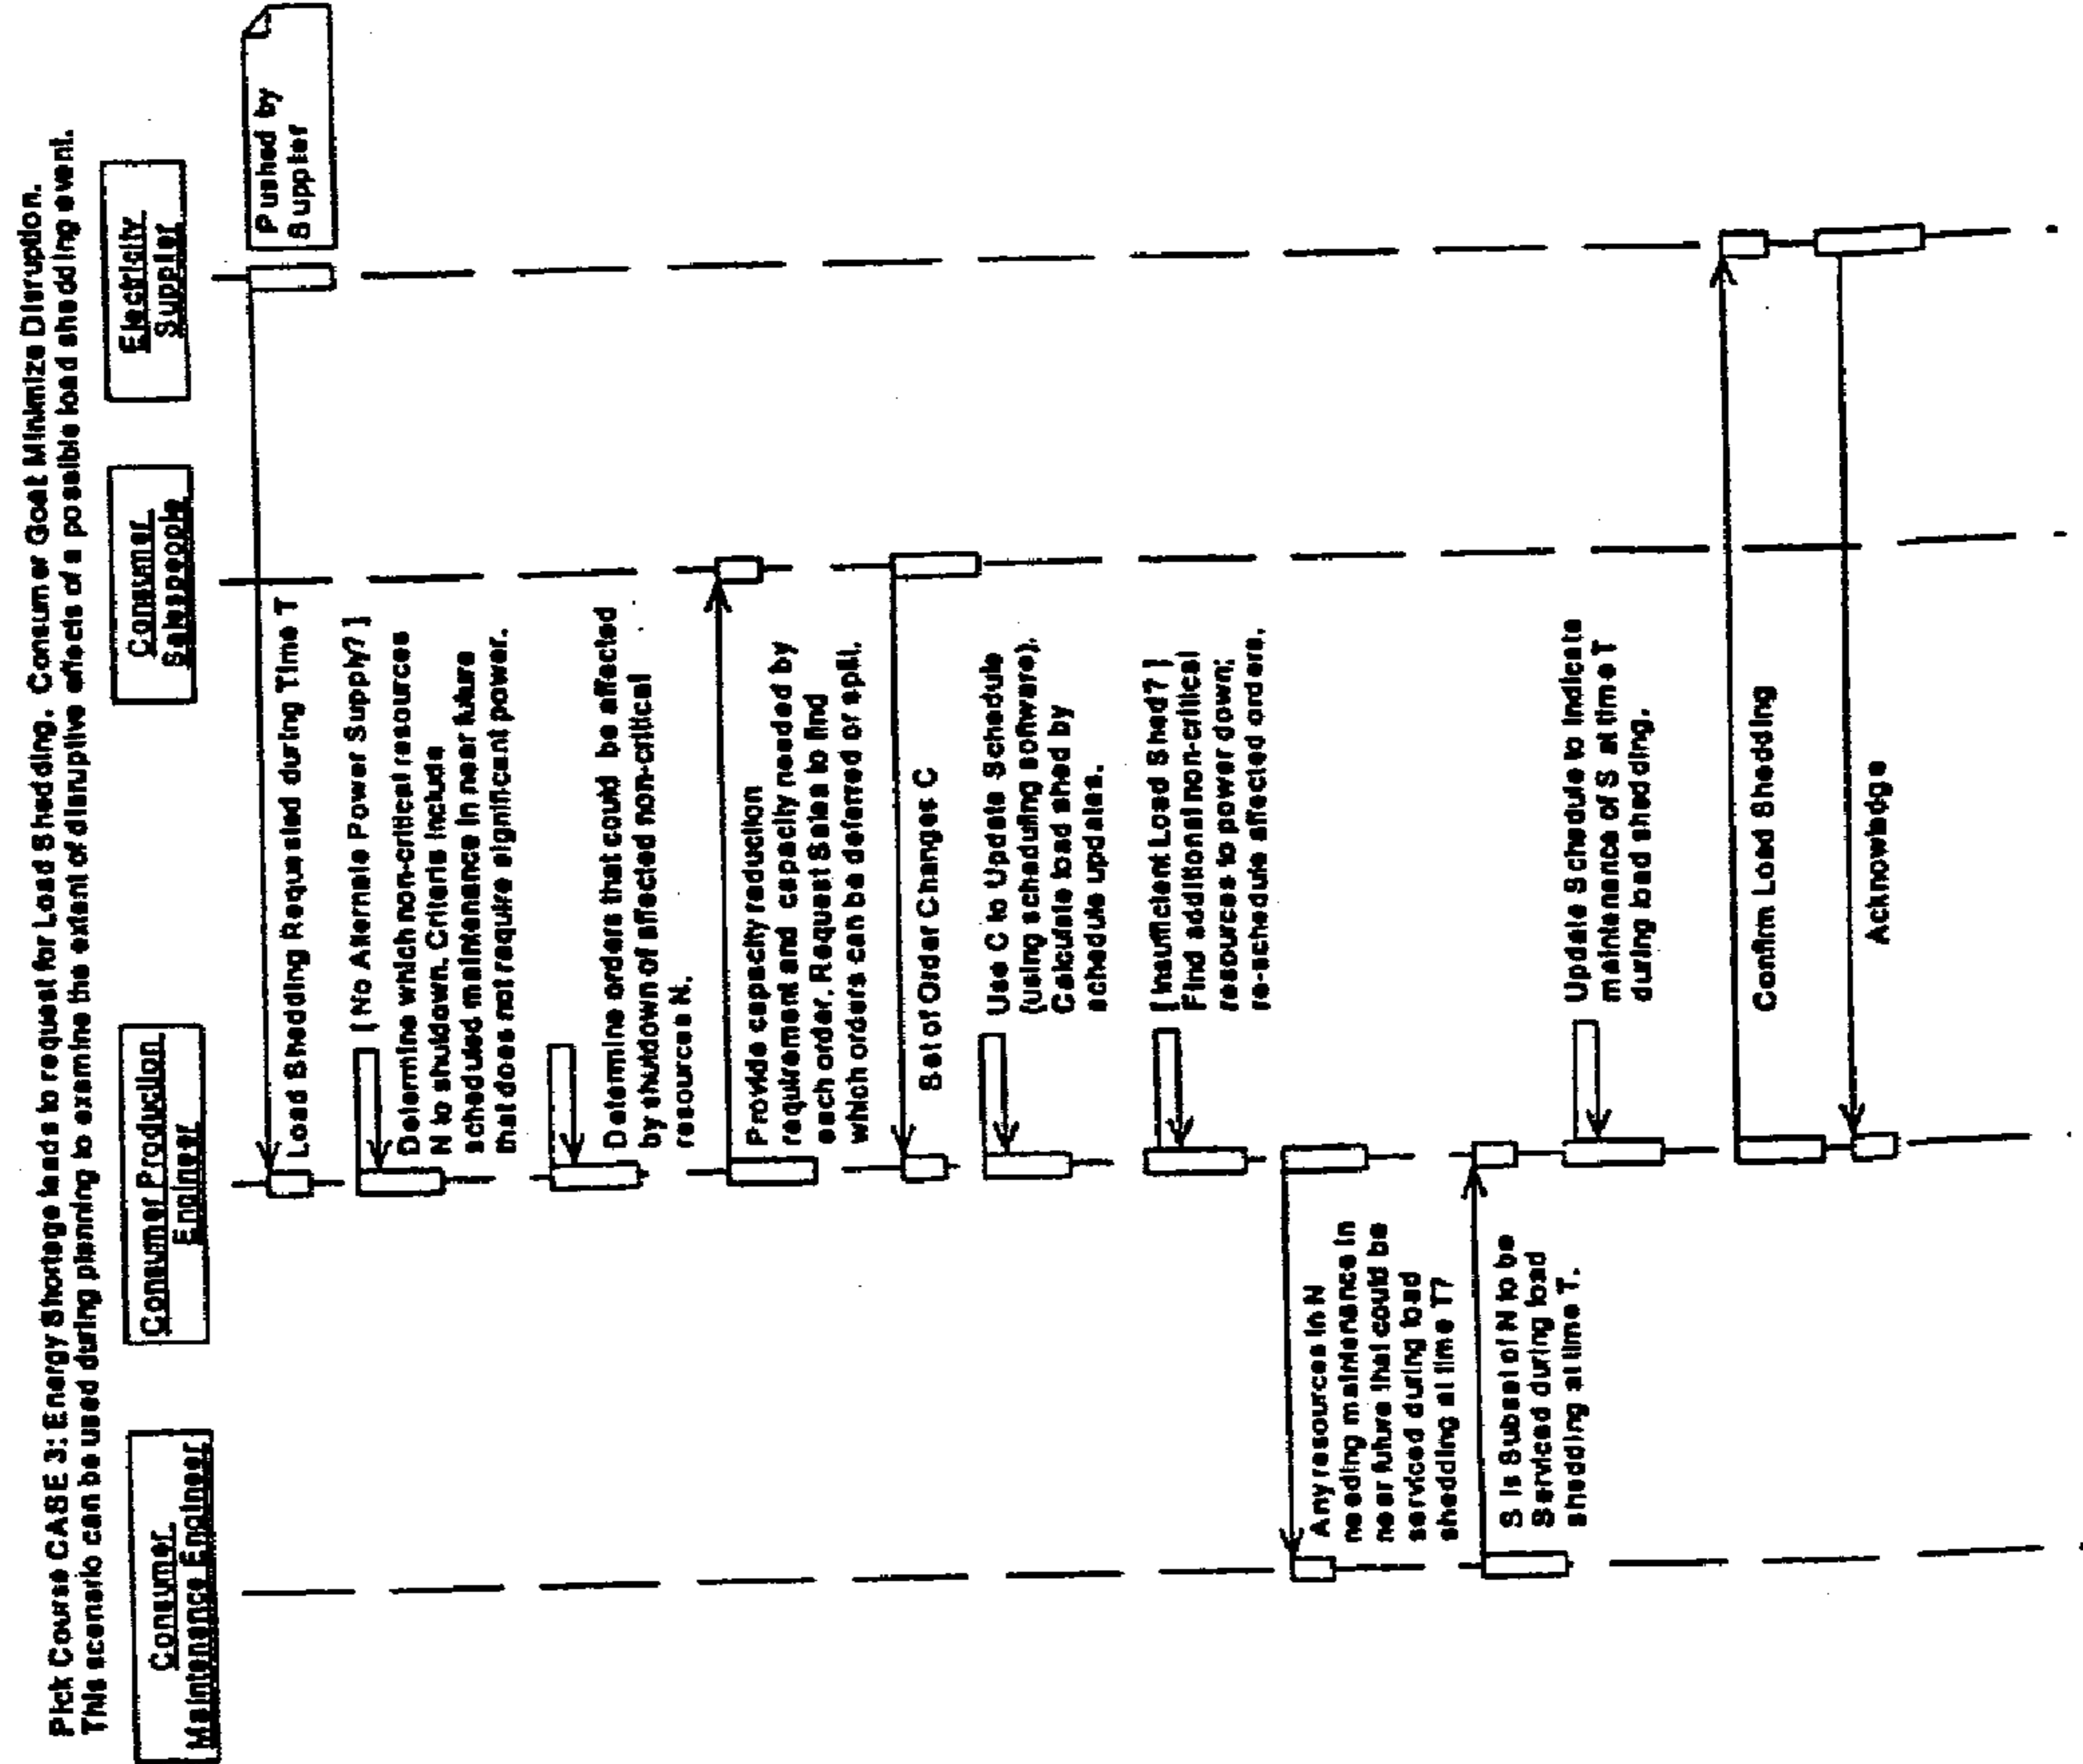 Pick Course CASE 3: Energy Shortage leads to request for Load Shedding. Consumer Goal: Minimize Disruption.
This scenario can be used during planning to examine the extent of disruptive effects of a possible load shedding event.
Consumer
Maintenance Engineer
Consumer Production
Engineer
Consumer
Salespeople
Electricity
Supplier
Pushed by
Supplier
Load Shedding Requested during Time T
[No Alternate Power Supply?]
Determine which non-critical resources
N to shutdown. Criteria include
scheduled maintenance in near future
that does not require significant power.
Determine orders that could be affected
by shutdown of affected non-critical
resources N.
Provide capacity reduction
requirement and capacity needed by
each order. Request Sales to find
which orders can be deferred or split.
Set of Order Changes C
Use C to Update Schedule
(using scheduling software).
Calculate load shed by
schedule updates.
[Insufficient Load Shed?]
Find additional non-critical
resources to power down;
re-schedule affected orders.
Any resources in N
needing maintenance in
near future that could be
serviced during load
shedding at time T?
S is Subset of N to be
Serviced during load
shedding at time T.
Update Schedule to indicate
maintenance of S at time T
during load shedding.
Confirm Load Shedding
Acknowledge